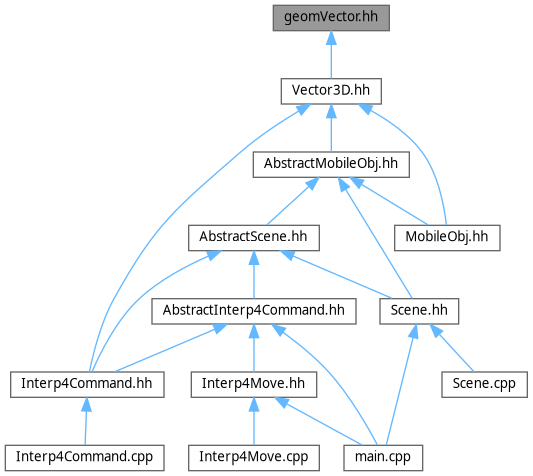 geomVector.hh
Vector3D.hh
AbstractMobileObj.hh
AbstractScene.hh
MobileObj.hh
AbstractInterp4Command.hh
Scene.hh
Interp4Command.hh
Interp4Move.hh
Scene.cpp
Interp4Command.cpp
Interp4Move.cpp
main.cpp